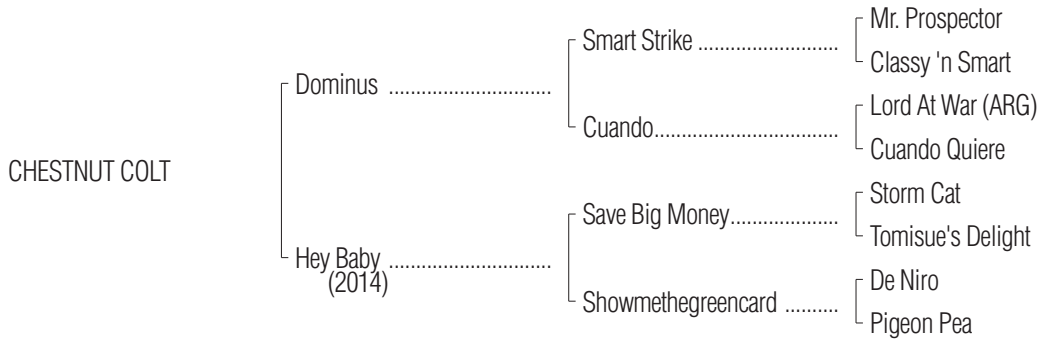 Mr. Prospector
Smart Strike ...........................
Classy 'n Smart
Dominus ...............................
Lord At War (ARG)
Cuando...................................
Cuando Quiere
CHESTNUT COLT
Storm Cat
Save Big Money.....................
Tomisue's Delight
Hey Baby ...............................
(2014)
De Niro
Showmethegreencard ..........
Pigeon Pea